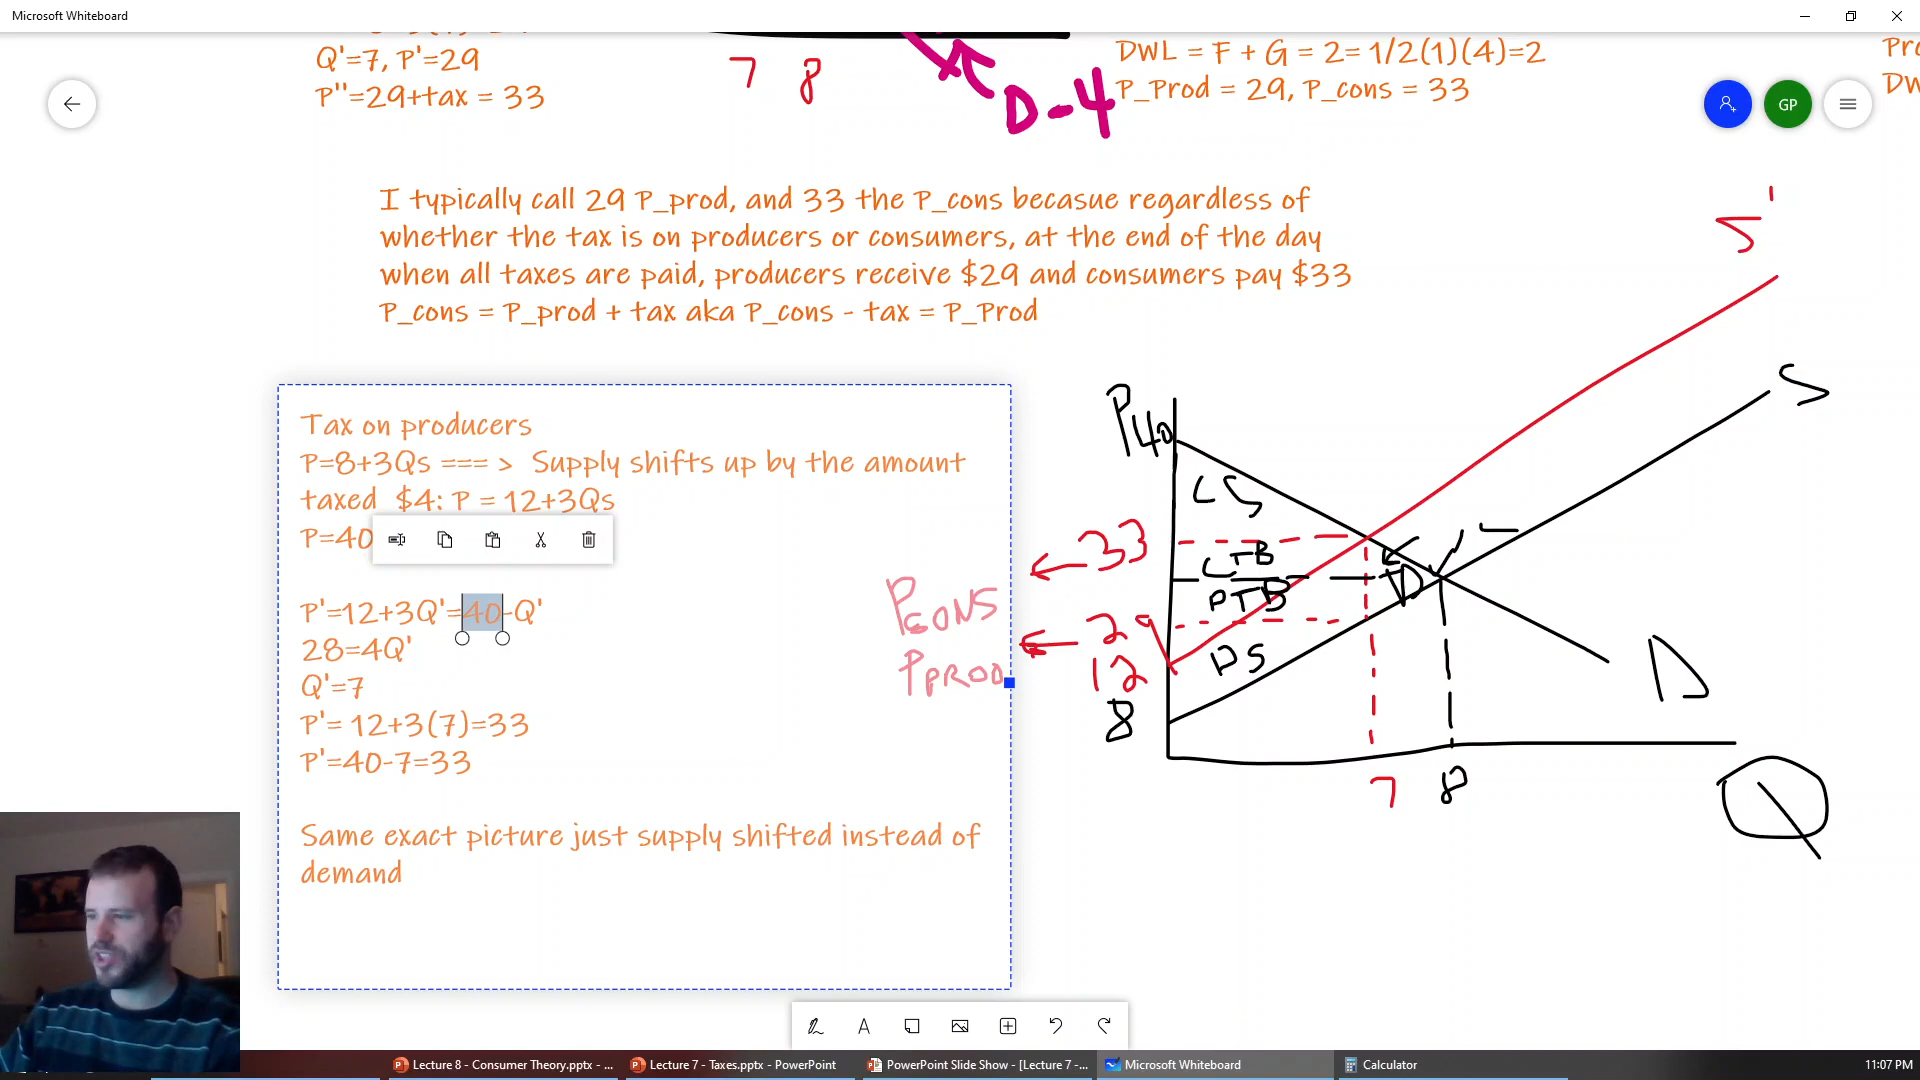 Microsoft Whiteboard
Q'=7, P'=29
P''=29+tax = 33
7 8
D-4
DWL = F + G = 2= 1/2(1)(4)=2
P_Prod = 29, P_cons = 33
Pro
DW
GP
I typically call 29 P_prod, and 33 the P_cons becasue regardless of
whether the tax is on producers or consumers, at the end of the day
when all taxes are paid, producers receive $29 and consumers pay $33
P_cons = P_prod + tax aka P_cons - tax = P_Prod
Tax on producers
P=8+3Qs === > Supply shifts up by the amount
taxed $4: P = 12+3Qs
P=40
P'=12+3Q'=40-Q'
28=4Q'
Q'=7
P'= 12+3(7)=33
P'=40-7=33
Same exact picture just supply shifted instead of
demand
PCONS
PPROD
S'
S
P
40
CS
33
CTB
PTB
29
12
PS
8
D
7
8
Q
Lecture 8 - Consumer Theory.pptx - ...
Lecture 7 - Taxes.pptx - PowerPoint
PowerPoint Slide Show - [Lecture 7 -...
Microsoft Whiteboard
Calculator
11:07 PM